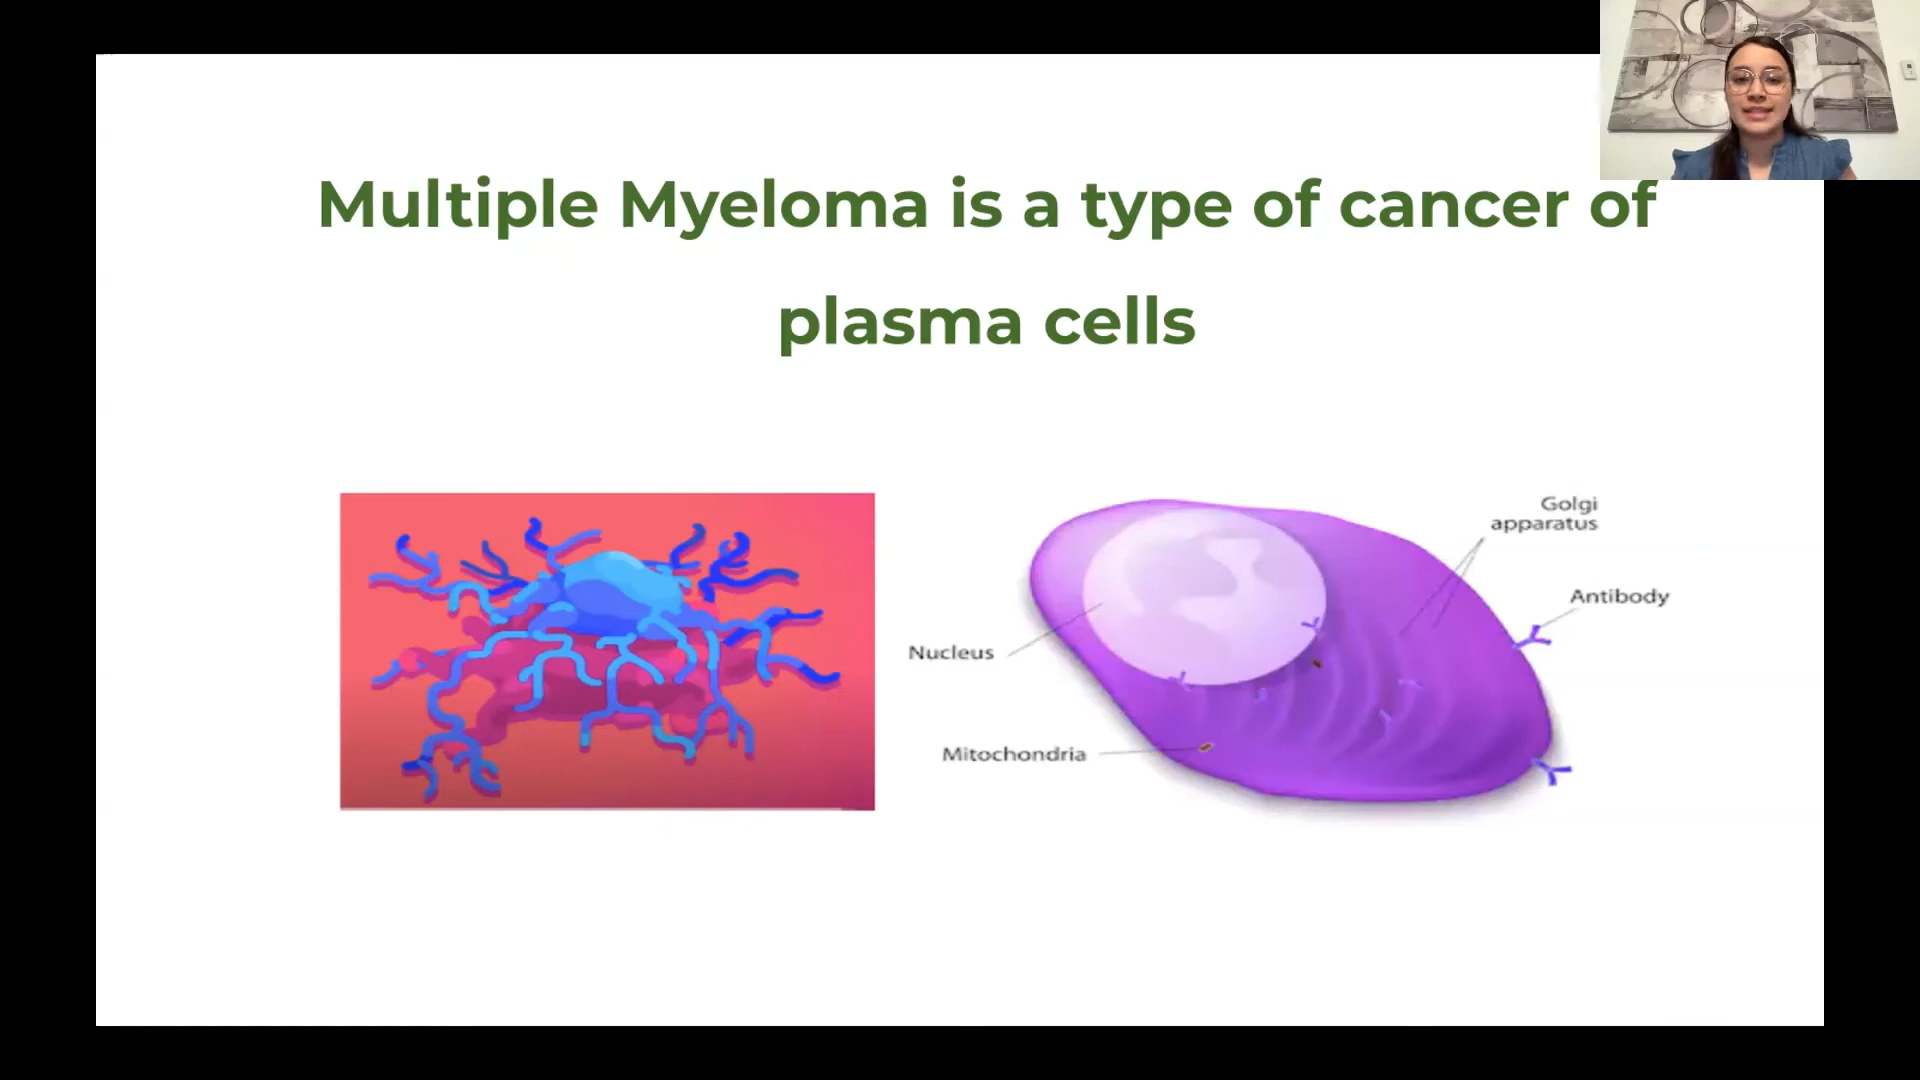 Multiple Myeloma is a type of cancer of
plasma cells
Golgi
apparatus
Antibody
Nucleus
Mitochondria